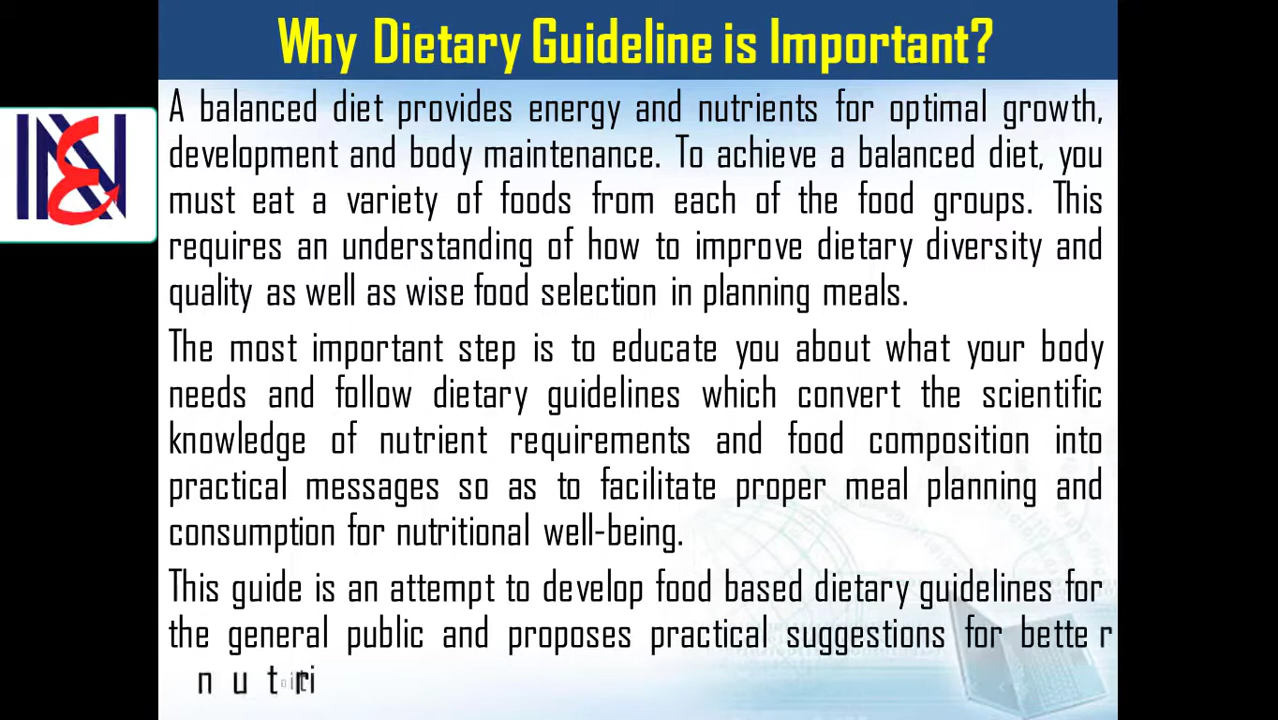 Why Dietary Guideline is Important?
A balanced diet provides energy and nutrients for optimal growth,
development and body maintenance. To achieve a balanced diet, you
must eat a variety of foods from each of the food groups. This
requires an understanding of how to improve dietary diversity and
quality as well as wise food selection in planning meals.
The most important step is to educate you about what your body
needs and follow dietary guidelines which convert the scientific
knowledge of nutrient requirements and food composition into
practical messages so as to facilitate proper meal planning and
consumption for nutritional well-being.
This guide is an attempt to develop food based dietary guidelines for
the general public and proposes practical suggestions for better